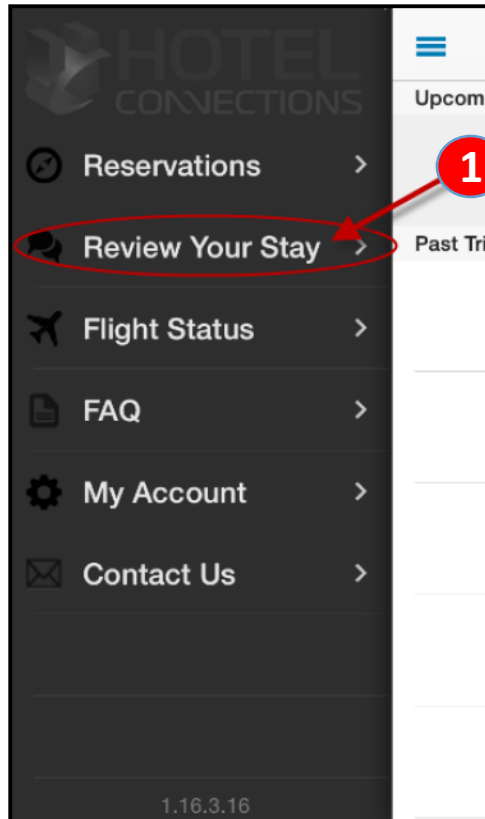 HOTEL
CONNECTIONS
Upcom
Reservations
1
Review Your Stay
Past Tri
Flight Status
FAQ
My Account
Contact Us
1.16.3.16